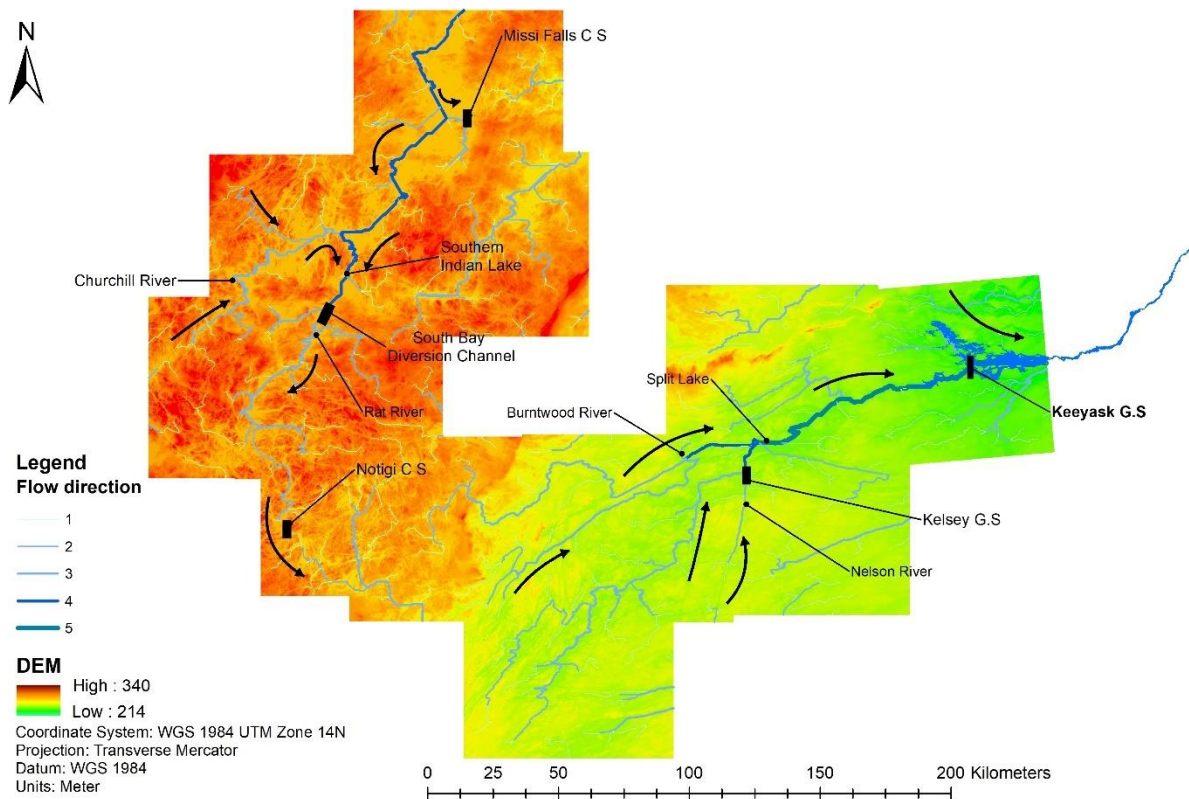 N
Missi Falls C S
Southern
Indian Lake
Churchill River
South Bay
Diversion Channel
Rat River
Split Lake
Burntwood River
Keeyask G.S
Notigi C S
Kelsey G.S
Nelson River
Legend
Flow direction
1
2
3
4
5
DEM
High : 340
Low : 214
Coordinate System: WGS 1984 UTM Zone 14N
Projection: Transverse Mercator
Datum: WGS 1984
Units: Meter
0 25 50 100 150 200 Kilometers